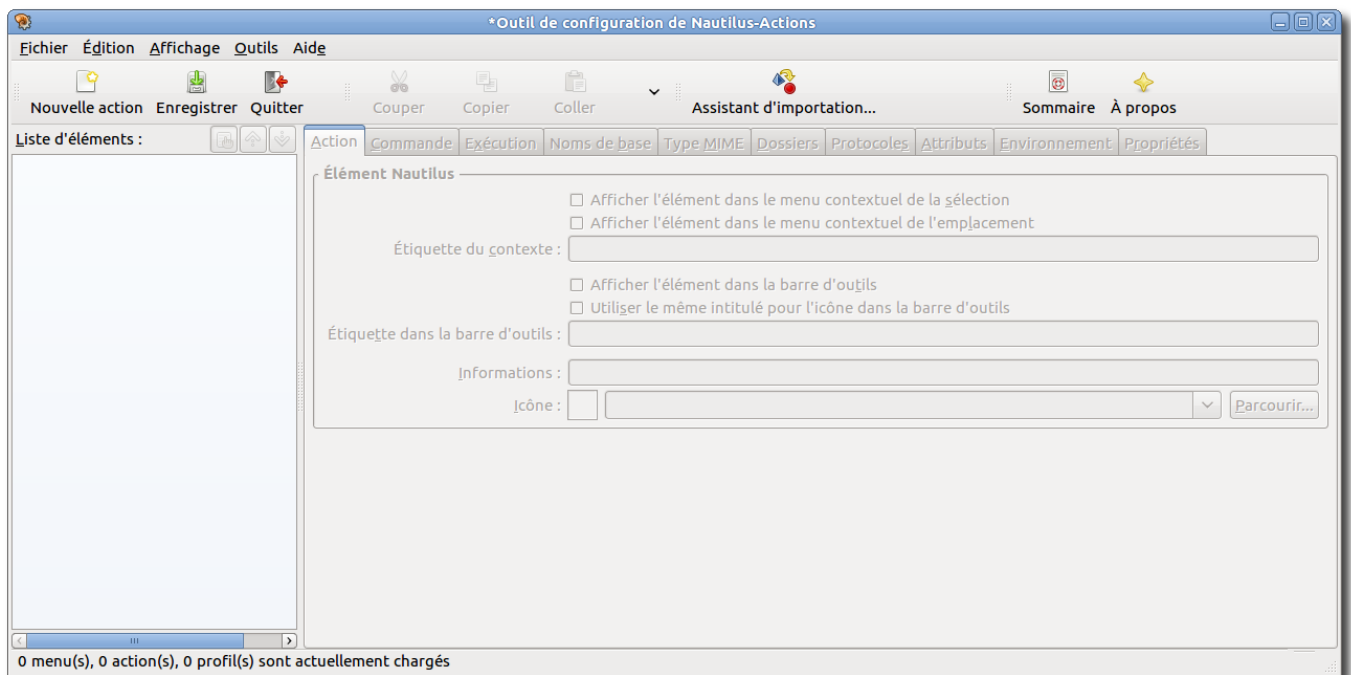 *Outil de configuration de Nautilus-Actions
Fichier Édition Affichage Outils Aide
Nouvelle action Enregistrer Quitter Couper Copier Coller Assistant d'importation... Sommaire À propos
Liste d'éléments :
Action Commande Exécution Noms de base Type MIME Dossiers Protocoles Attributs Environnement Propriétés
Élément Nautilus
Afficher l'élément dans le menu contextuel de la sélection
Afficher l'élément dans le menu contextuel de l'emplacement
Étiquette du contexte :
Afficher l'élément dans la barre d'outils
Utiliser le même intitulé pour l'icône dans la barre d'outils
Étiquette dans la barre d'outils :
Informations :
Icône : Parcourir...
0 menu(s), 0 action(s), 0 profil(s) sont actuellement chargés